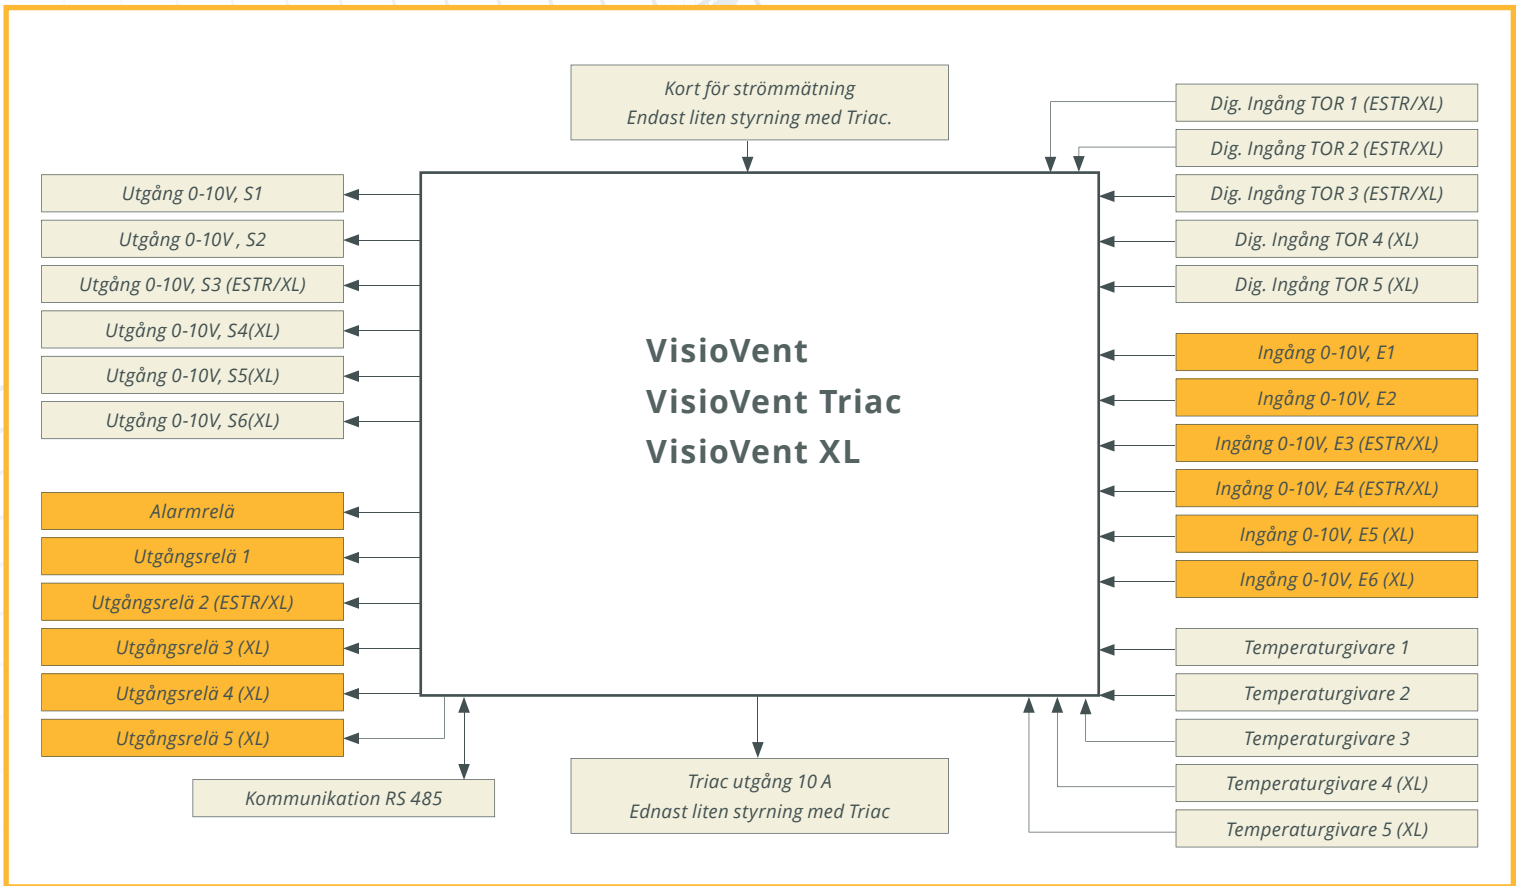 Kort för strömmätning
Endast liten styrning med Triac.
Utgång 0-10V, S1
Utgång 0-10V , S2
Utgång 0-10V, S3 (ESTR/XL)
Utgång 0-10V, S4(XL)
Utgång 0-10V, S5(XL)
Utgång 0-10V, S6(XL)
Alarmrelä
Utgångsrelä 1
Utgångsrelä 2 (ESTR/XL)
Utgångsrelä 3 (XL)
Utgångsrelä 4 (XL)
Utgångsrelä 5 (XL)
Kommunikation RS 485
VisioVent
VisioVent Triac
VisioVent XL
Triac utgång 10 A
Ednast liten styrning med Triac
Dig. Ingång TOR 1 (ESTR/XL)
Dig. Ingång TOR 2 (ESTR/XL)
Dig. Ingång TOR 3 (ESTR/XL)
Dig. Ingång TOR 4 (XL)
Dig. Ingång TOR 5 (XL)
Ingång 0-10V, E1
Ingång 0-10V, E2
Ingång 0-10V, E3 (ESTR/XL)
Ingång 0-10V, E4 (ESTR/XL)
Ingång 0-10V, E5 (XL)
Ingång 0-10V, E6 (XL)
Temperaturgivare 1
Temperaturgivare 2
Temperaturgivare 3
Temperaturgivare 4 (XL)
Temperaturgivare 5 (XL)